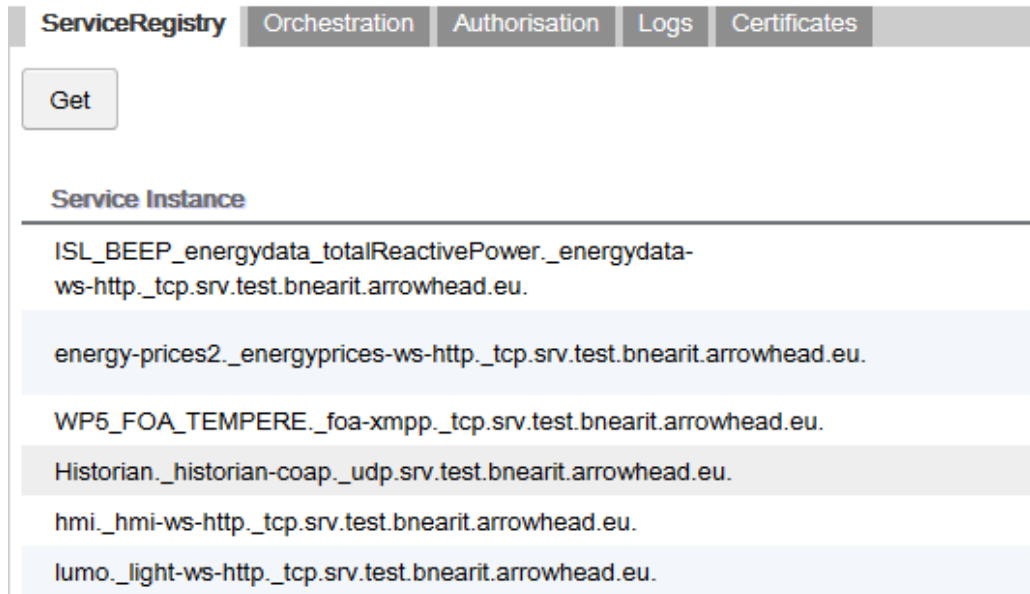 ServiceRegistry Orchestration Authorisation Logs Certificates
Get
Service Instance
ISL_BEEP_energydata_totalReactivePower._energydata-
ws-http._tcp.srv.test.bnearit.arrowhead.eu.
energy-prices2._energyprices-ws-http._tcp.srv.test.bnearit.arrowhead.eu.
WP5_FOA_TEMPERE._foa-xmpp._tcp.srv.test.bnearit.arrowhead.eu.
Historian._historian-coap._udp.srv.test.bnearit.arrowhead.eu.
hmi._hmi-ws-http._tcp.srv.test.bnearit.arrowhead.eu.
lumo._light-ws-http._tcp.srv.test.bnearit.arrowhead.eu.